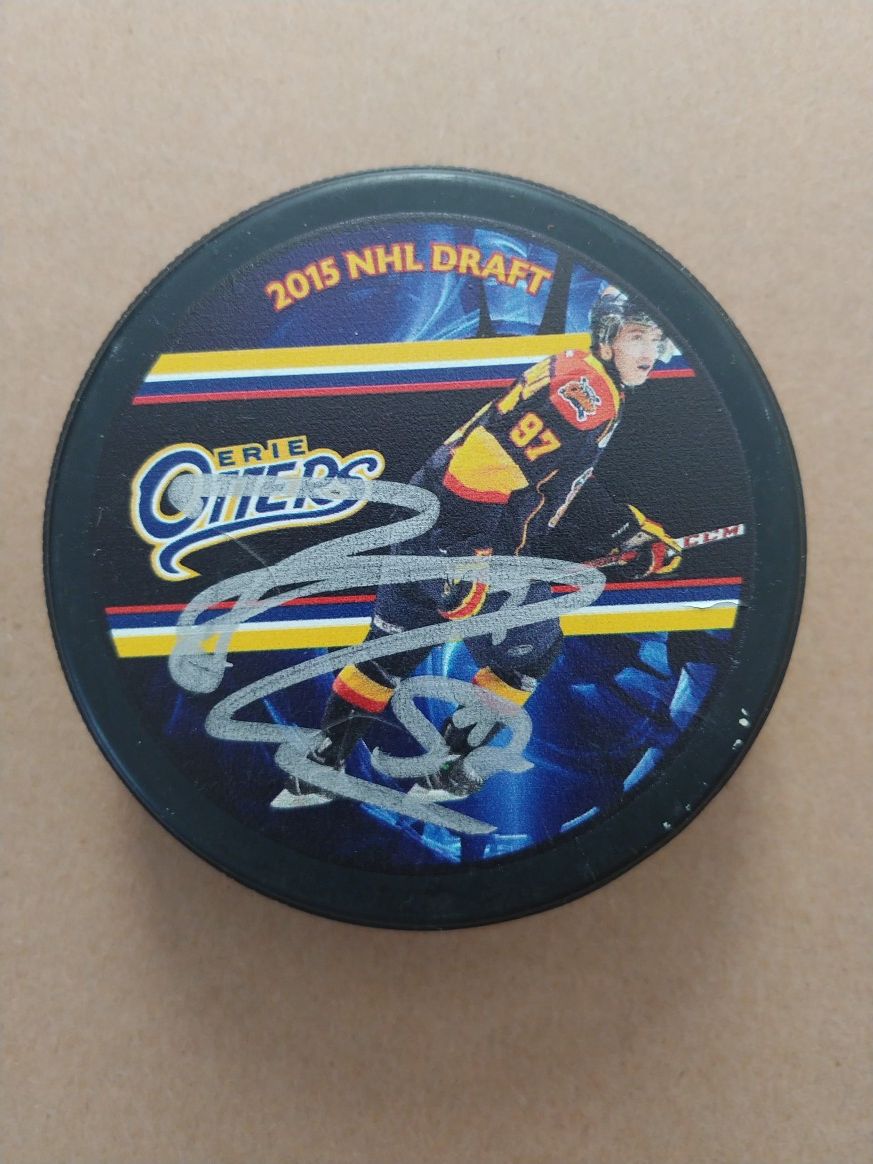 2015 NHL DRAFT
97
ERIE
OTTERS
CCM